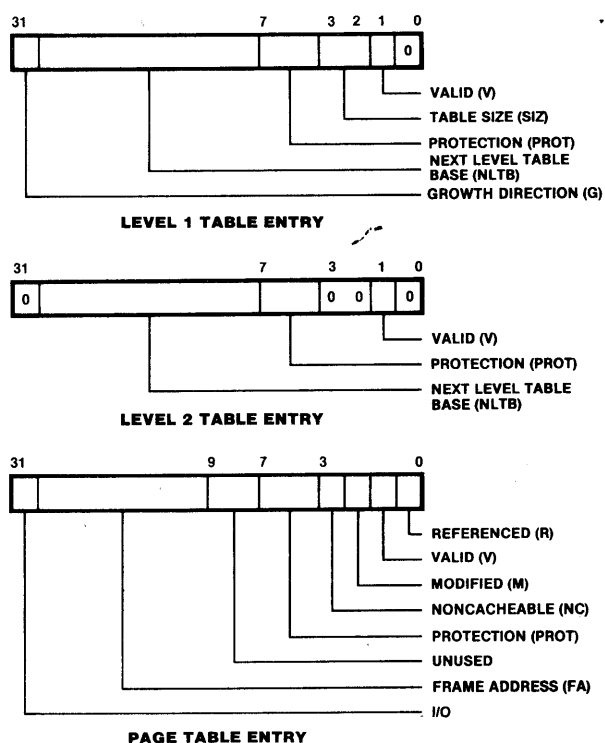 31 7 3 2 1 0
0
VALID (V)
TABLE SIZE (SIZ)
PROTECTION (PROT)
NEXT LEVEL TABLE
BASE (NLTB)
GROWTH DIRECTION (G)
LEVEL 1 TABLE ENTRY
31 7 3 1 0
0 0 0 0
VALID (V)
PROTECTION (PROT)
NEXT LEVEL TABLE
BASE (NLTB)
LEVEL 2 TABLE ENTRY
31 9 7 3 0
REFERENCED (R)
VALID (V)
MODIFIED (M)
NONCACHEABLE (NC)
PROTECTION (PROT)
UNUSED
FRAME ADDRESS (FA)
I/O
PAGE TABLE ENTRY